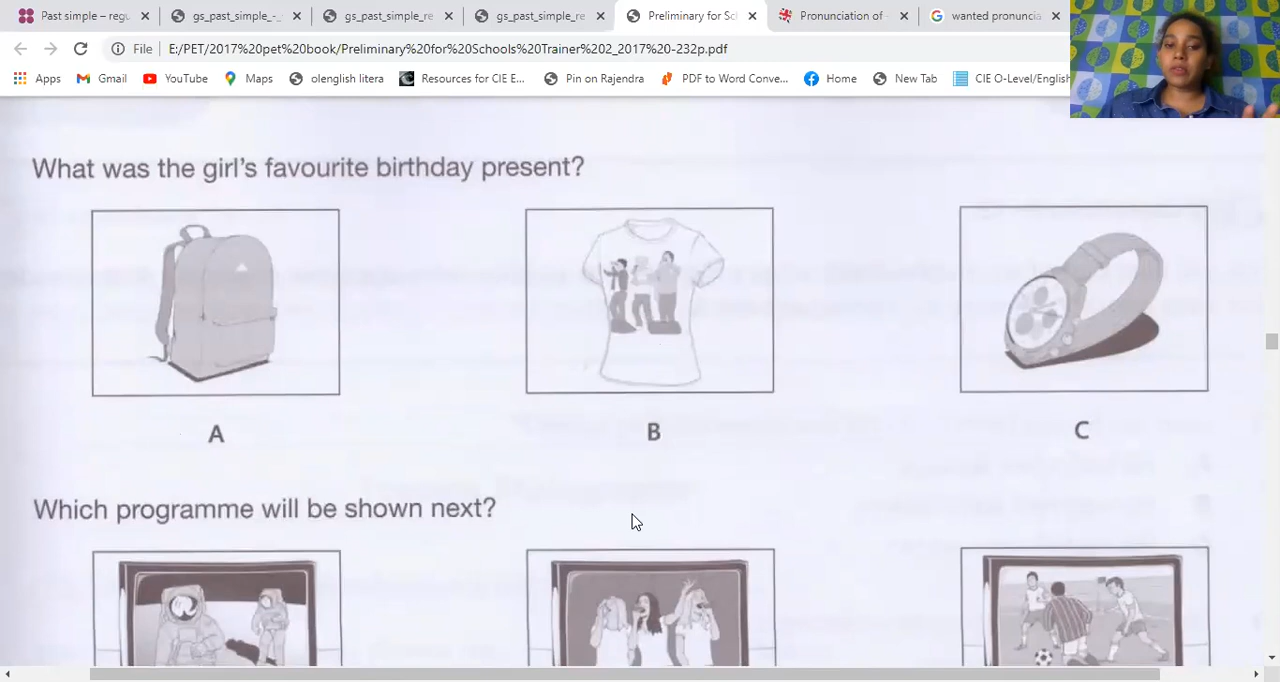 Past simple – regu
gs_past_simple_-_
gs_past_simple_re
gs_past_simple_re
Preliminary for Sc
Pronunciation of
wanted pronuncia
File
E:/PET/2017%20pet%20book/Preliminary%20for%20Schools%20Trainer%202_2017%20-232p.pdf
Apps
Gmail
YouTube
Maps
olenglish litera
Resources for CIE E...
Pin on Rajendra
PDF to Word Conve...
Home
New Tab
CIE O-Level/English
What was the girl's favourite birthday present?
A
B
C
Which programme will be shown next?